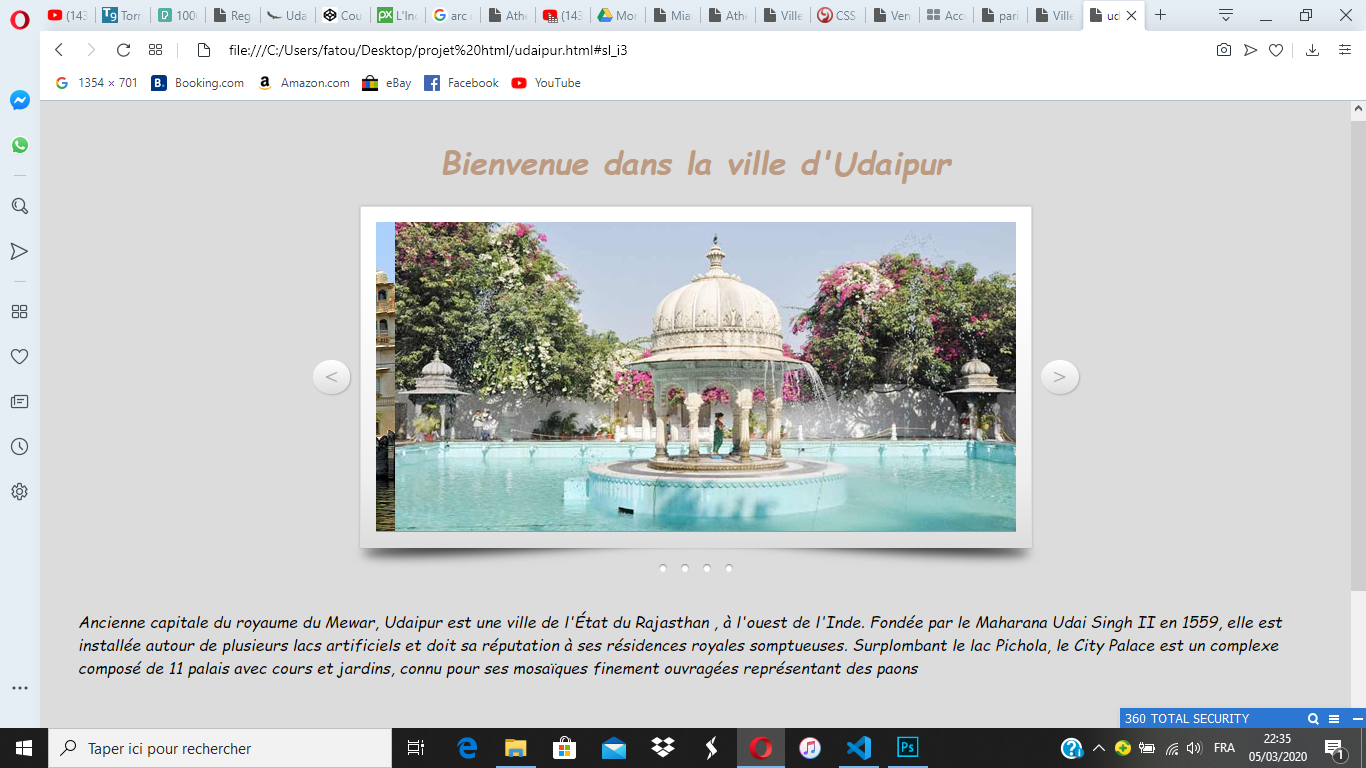 (143
Torr
1000
Reg
Uda
Cou
L'Inc
arc
Athe
(143
Mor
Miar
Athe
Ville
CSS
Ven
Acc
pari
Ville
ud
file:///C:/Users/fatou/Desktop/projet%20html/udaipur.html#sl_i3
1354 × 701
Booking.com
Amazon.com
eBay
Facebook
YouTube
Bienvenue dans la ville d'Udaipur
< >
Ancienne capitale du royaume du Mewar, Udaipur est une ville de l'État du Rajasthan , à l'ouest de l'Inde. Fondée par le Maharana Udai Singh II en 1559, elle est
installée autour de plusieurs lacs artificiels et doit sa réputation à ses résidences royales somptueuses. Surplombant le lac Pichola, le City Palace est un complexe
composé de 11 palais avec cours et jardins, connu pour ses mosaïques finement ouvragées représentant des paons
360 TOTAL SECURITY
Taper ici pour rechercher
FRA
22:35
05/03/2020
1